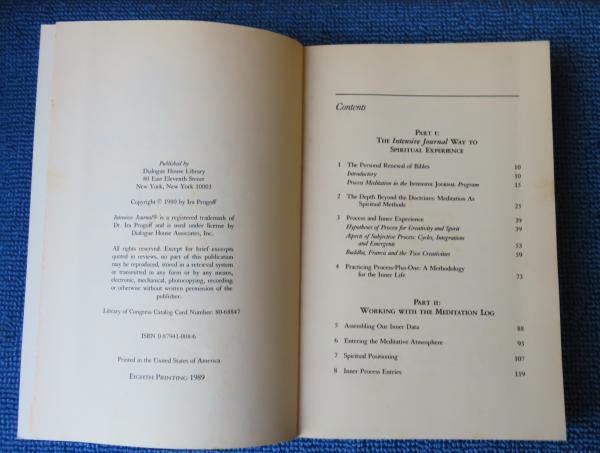 Published by
Dialogue House Library
80 East Eleventh Street
New York, New York 10003
Copyright © 1980 by Ira Progoff
Intensive Journal® is a registered trademark of
Dr. Ira Progoff and is used under license by
Dialogue House Associates, Inc.
All rights reserved. Except for brief excerpts
quoted in reviews, no part of this publication
may be reproduced, stored in a retrieval system
or transmitted in any form or by any means,
electronic, mechanical, photocopying, recording
or otherwise without written permission of the
publisher.
Library of Congress Catalog Card Number: 80-68847
ISBN 0-87941-008-6
Printed in the United States of America
EIGHTH PRINTING 1989
Contents
PART I:
THE Intensive Journal WAY TO
SPIRITUAL EXPERIENCE
1 The Personal Renewal of Bibles 10
Introductory 10
Process Meditation in the INTENSIVE JOURNAL Program 15
2 The Depth Beyond the Doctrines: Meditation As
Spiritual Methods 25
3 Process and Inner Experience 39
Hypotheses of Process for Creativity and Spirit 39
Aspects of Subjective Process: Cycles, Integrations
and Emergents 53
Buddha, Francis and the Two Creativities 59
4 Practicing Process-Plus-One: A Methodology
for the Inner Life 73
PART II:
WORKING WITH THE MEDITATION LOG
5 Assembling Our Inner Data 88
6 Entering the Meditative Atmosphere 93
7 Spiritual Positioning 107
8 Inner Process Entries 119